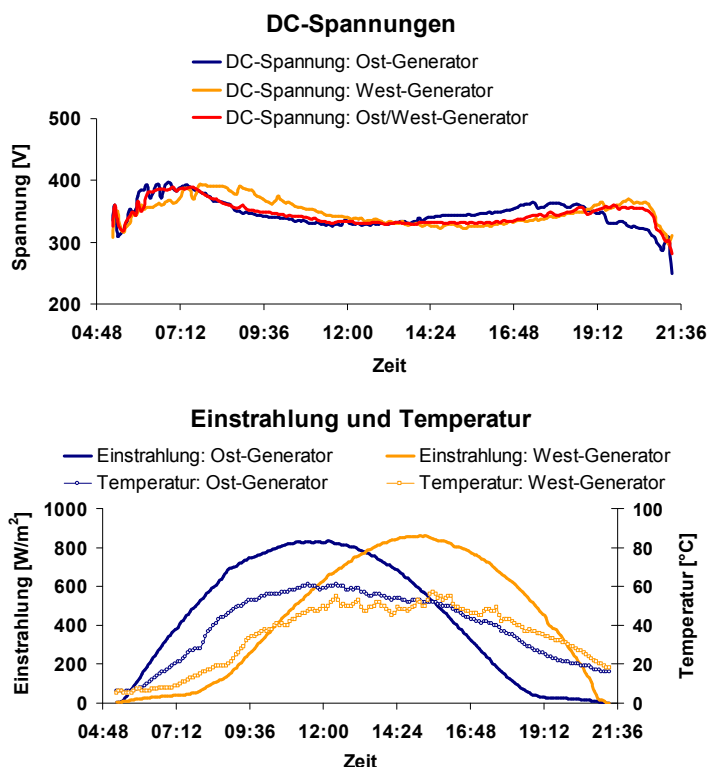 DC-Spannungen
DC-Spannung: Ost-Generator
DC-Spannung: West-Generator
DC-Spannung: Ost/West-Generator
500
400
300
200
Spannung [V]
04:48 07:12 09:36 12:00 14:24 16:48 19:12 21:36
Zeit
Einstrahlung und Temperatur
Einstrahlung: Ost-Generator Einstrahlung: West-Generator
Temperatur: Ost-Generator Temperatur: West-Generator
1000 100
800 80
600 60
400 40
200 20
0 0
Einstrahlung [W/m²]
Temperatur [°C]
04:48 07:12 09:36 12:00 14:24 16:48 19:12 21:36
Zeit